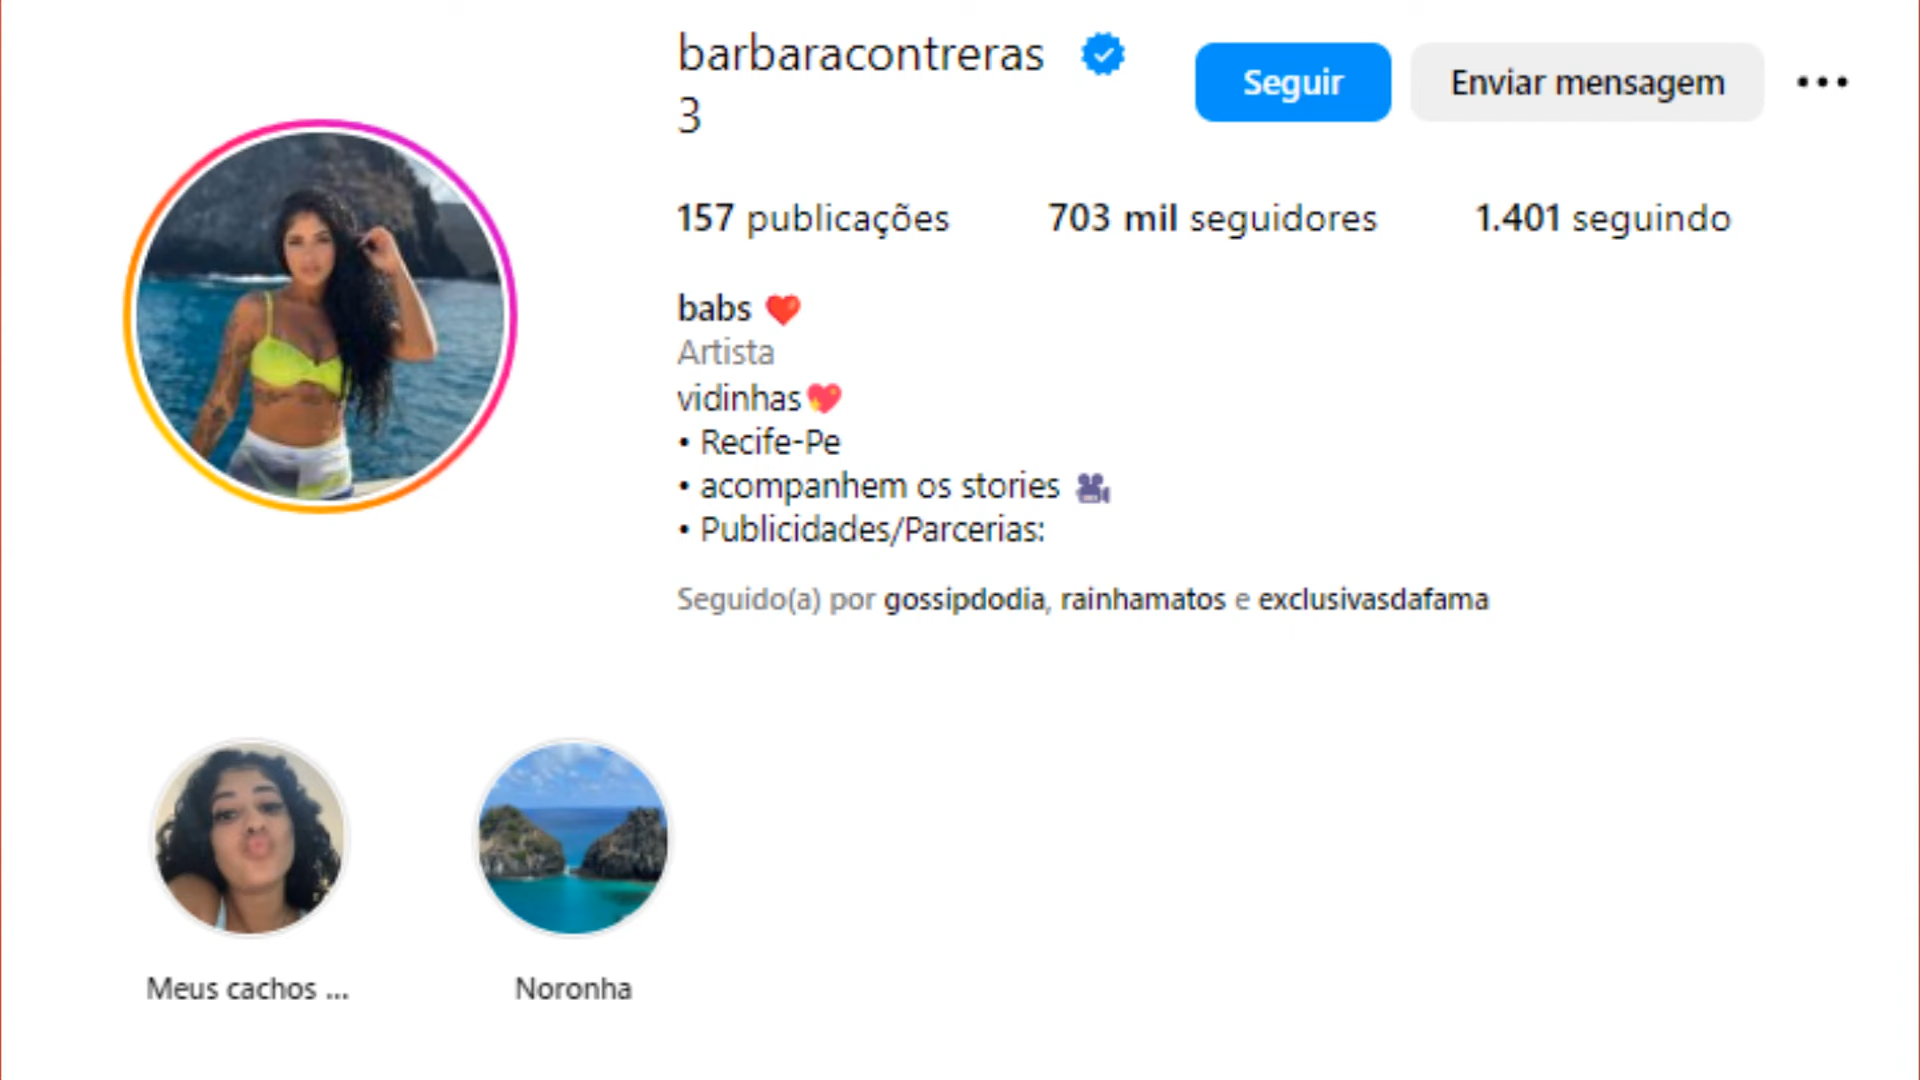 barbaracontreras
3
Seguir
Enviar mensagem
157 publicações 703 mil seguidores 1.401 seguindo
babs ❤️
Artista
vidinhas💖
• Recife-Pe
• acompanhem os stories 🎥
• Publicidades/Parcerias:
Seguido(a) por gossipdodia, rainhamatos e exclusivasdafama
Meus cachos ...
Noronha